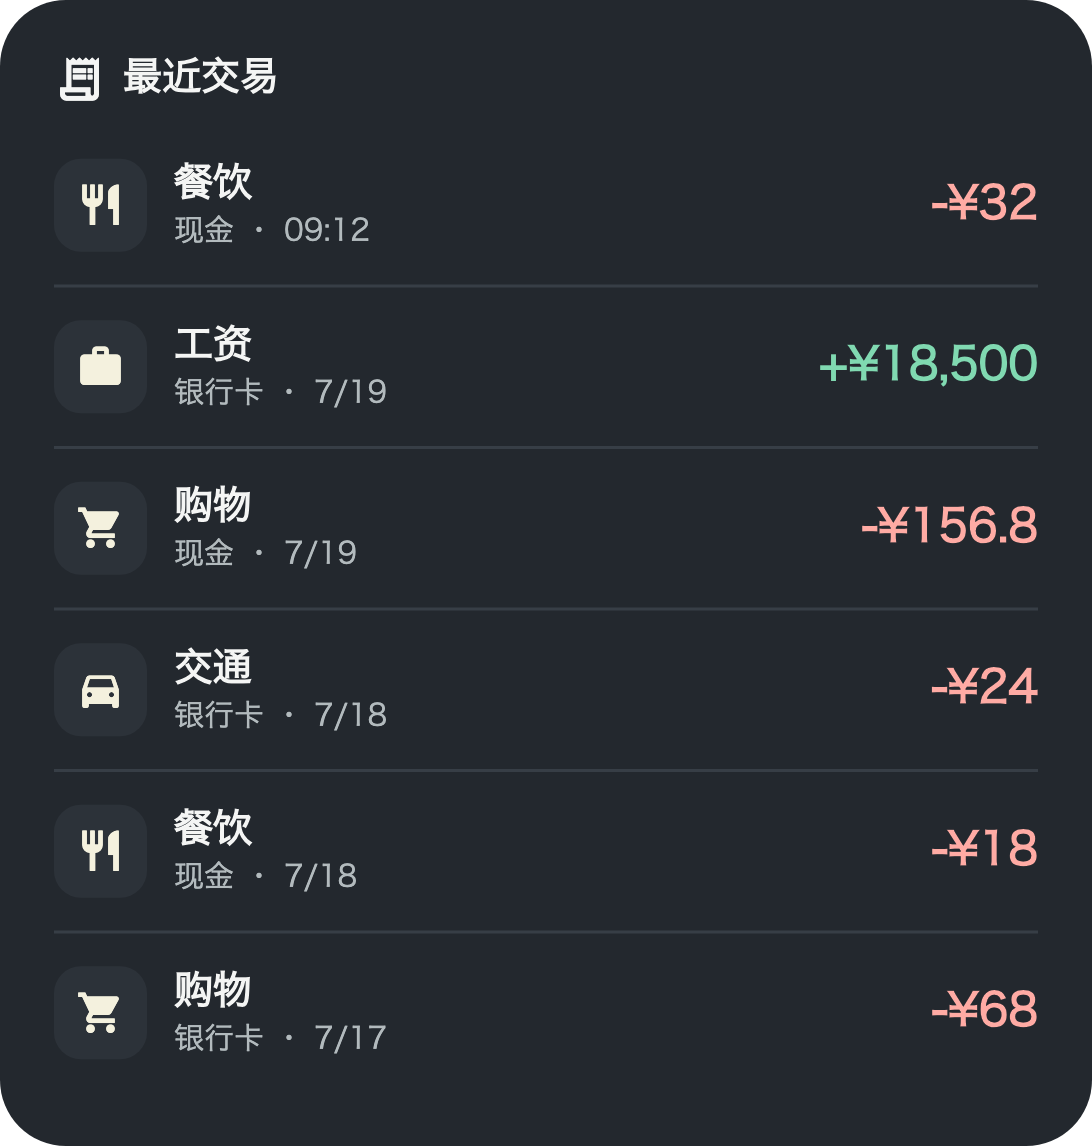 最近交易
餐饮
现金 · 09:12
-¥32
工资
银行卡 · 7/19
+¥18,500
购物
现金 · 7/19
-¥156.8
交通
银行卡 · 7/18
-¥24
餐饮
现金 · 7/18
-¥18
购物
银行卡 · 7/17
-¥68